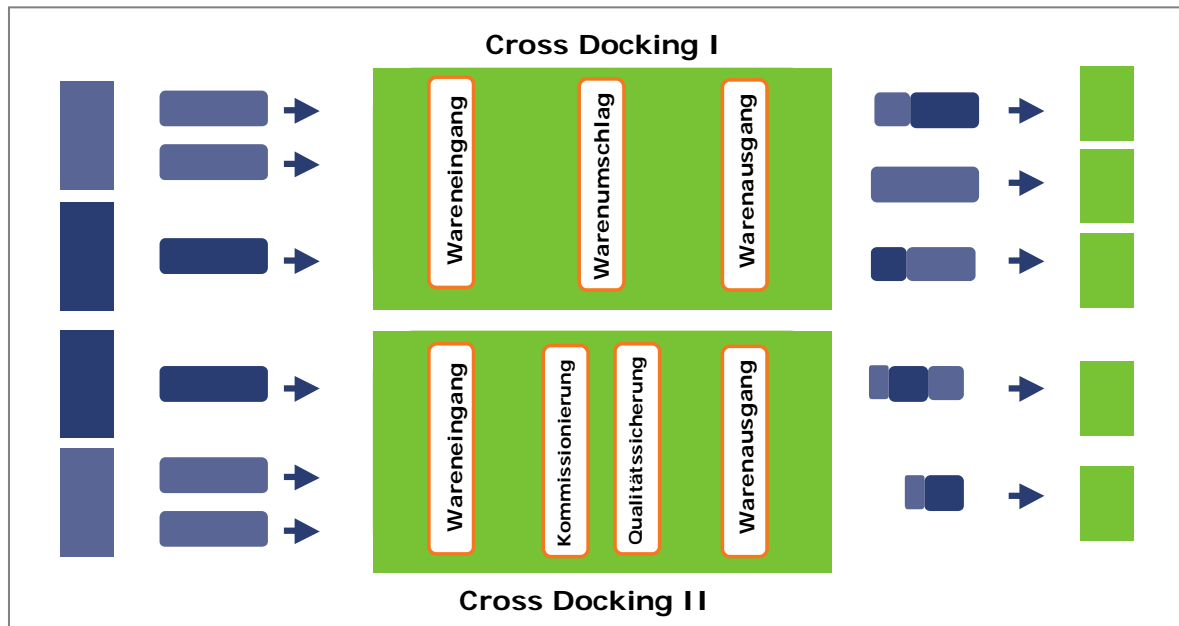 Cross Docking I
Wareneingang
Warenumschlag
Warenausgang
Wareneingang
Kommissionierung
Qualitätssicherung
Warenausgang
Cross Docking II